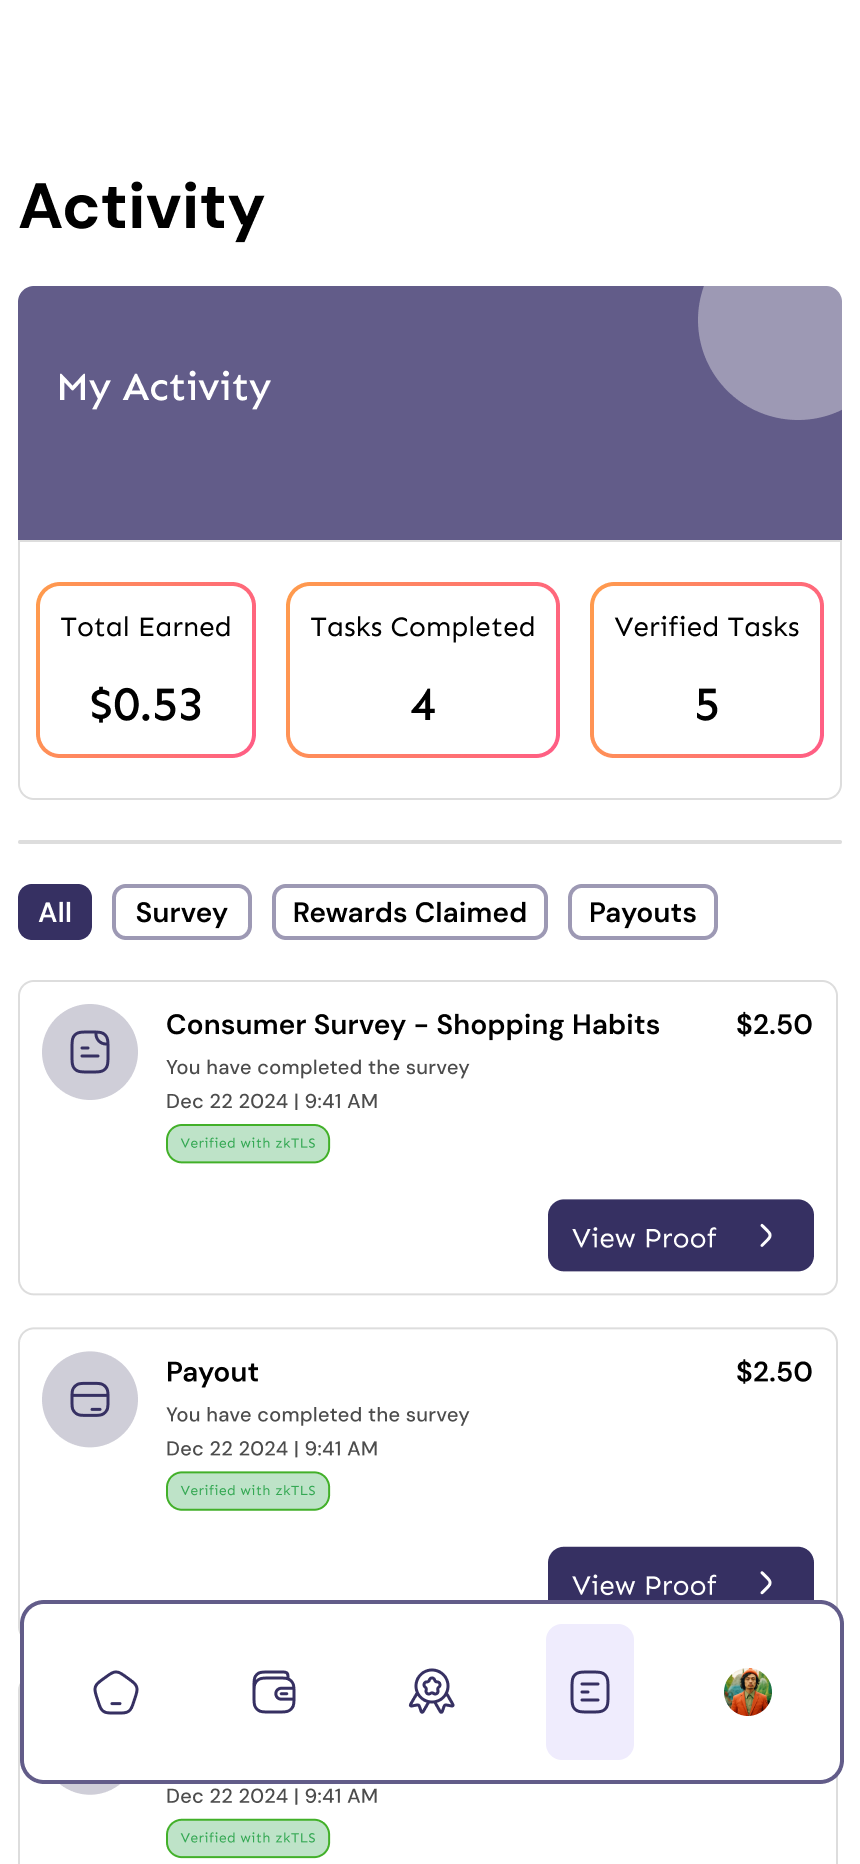 Activity
My Activity
Total Earned
$0.53
Tasks Completed
4
Verified Tasks
5
All
Survey
Rewards Claimed
Payouts
Consumer Survey - Shopping Habits
$2.50
You have completed the survey
Dec 22 2024 | 9:41 AM
Verified with zkTLS
View Proof
Payout
$2.50
You have completed the survey
Dec 22 2024 | 9:41 AM
Verified with zkTLS
View Proof
Dec 22 2024 | 9:41 AM
Verified with zkTLS